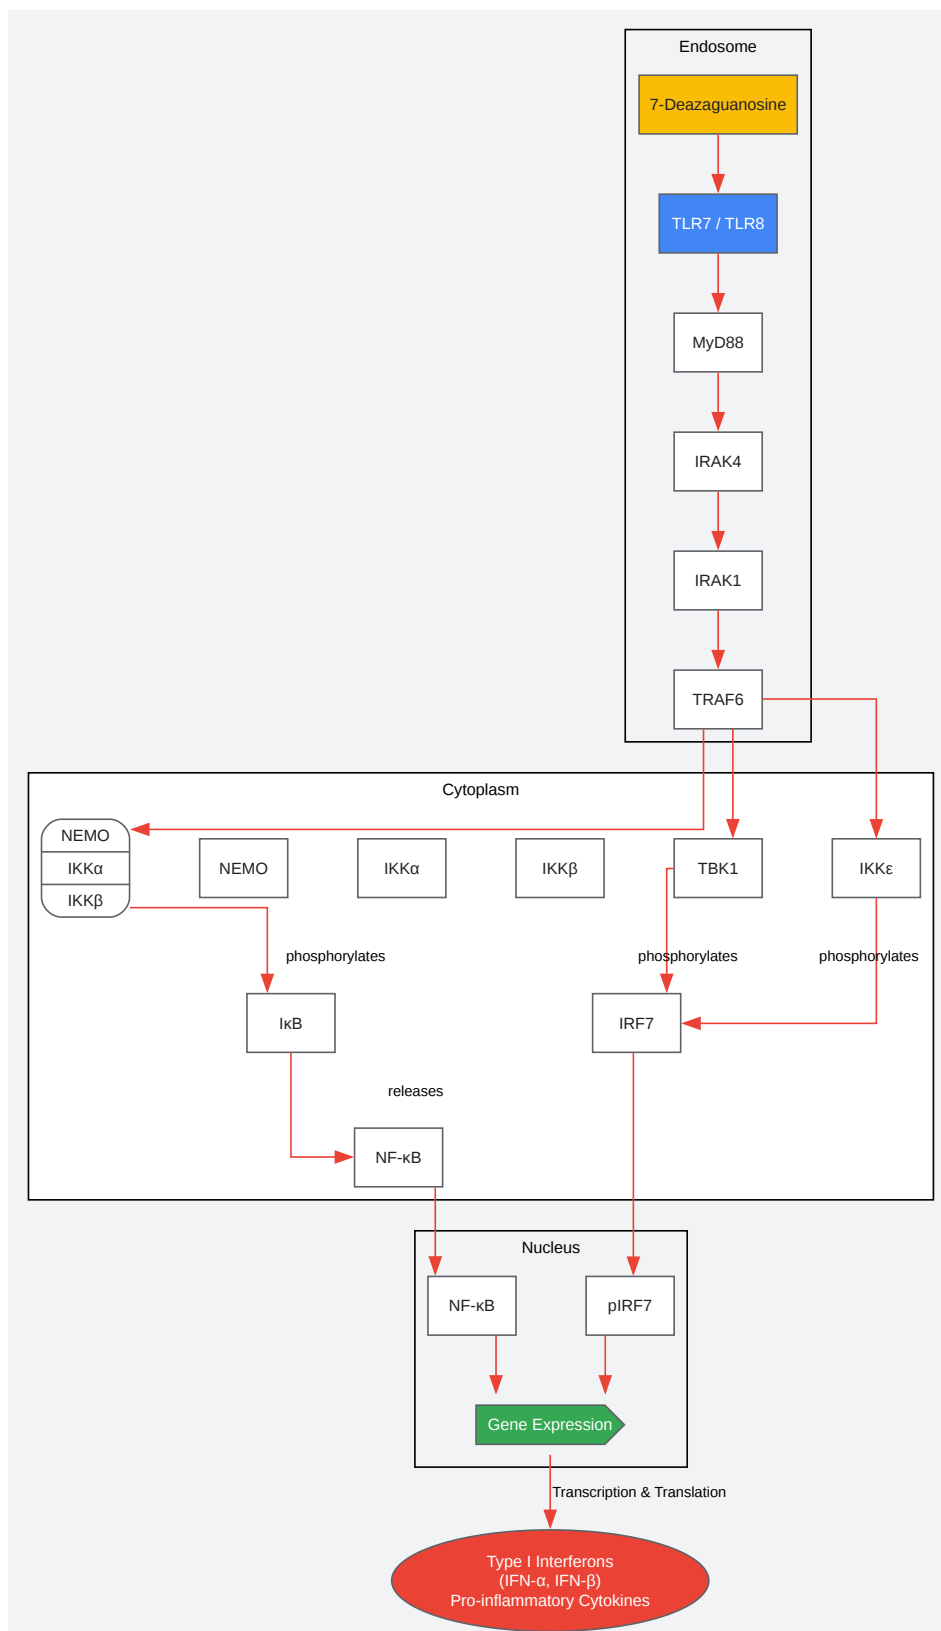 Endosome
7-Deazaguanosine
TLR7 / TLR8
MyD88
IRAK4
IRAK1
TRAF6
Cytoplasm
NEMO
IKKα
IKKβ
NEMO
IKKα
IKKβ
TBK1
IKKε
phosphorylates
phosphorylates
phosphorylates
IκB
IRF7
releases
NF-κB
Nucleus
NF-κB
pIRF7
Gene Expression
Transcription & Translation
Type I Interferons
(IFN-α, IFN-β)
Pro-inflammatory Cytokines